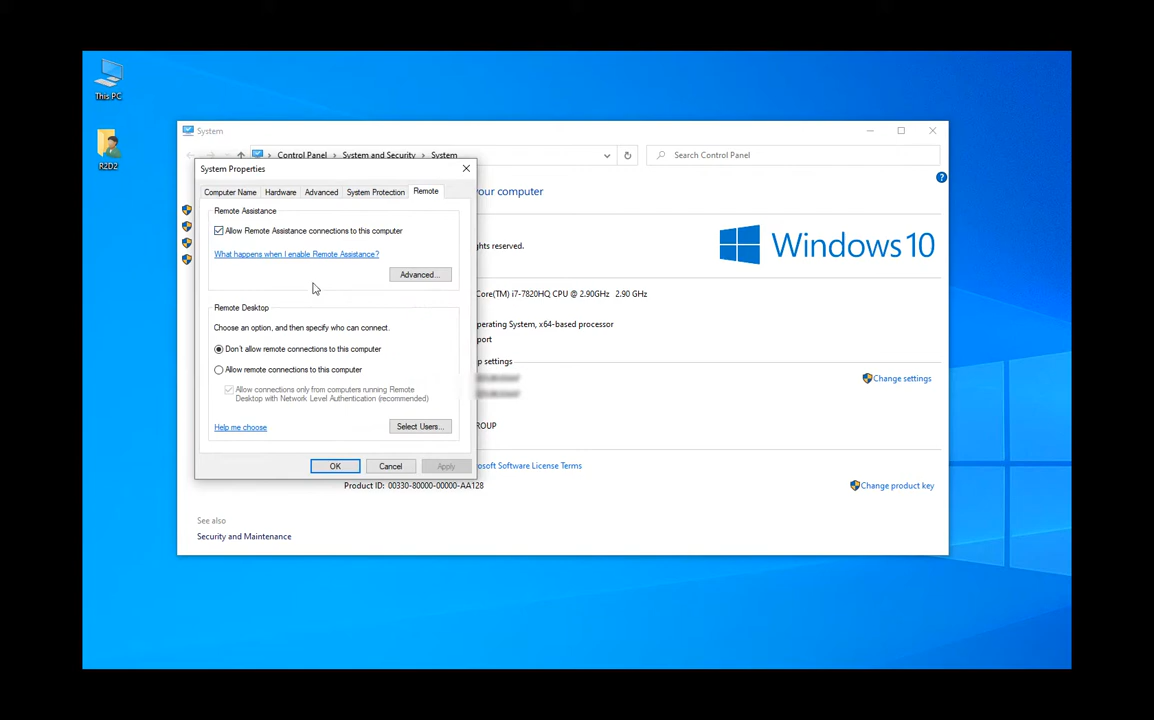 This PC
R2D2
System
Control Panel > System and Security > System
Search Control Panel
your computer
System Properties
Computer Name Hardware Advanced System Protection Remote
Remote Assistance
Allow Remote Assistance connections to this computer
What happens when I enable Remote Assistance?
Advanced...
Remote Desktop
Choose an option, and then specify who can connect.
Don't allow remote connections to this computer
Allow remote connections to this computer
Allow connections only from computers running Remote
Desktop with Network Level Authentication (recommended)
Help me choose
Select Users...
OK Cancel Apply
ghts reserved.
Windows 10
Core(TM) i7-7820HQ CPU @ 2.90GHz 2.90 GHz
perating System, x64-based processor
port
p settings
Change settings
ROUP
soft Software License Terms
Product ID: 00330-80000-00000-AA128
Change product key
See also
Security and Maintenance